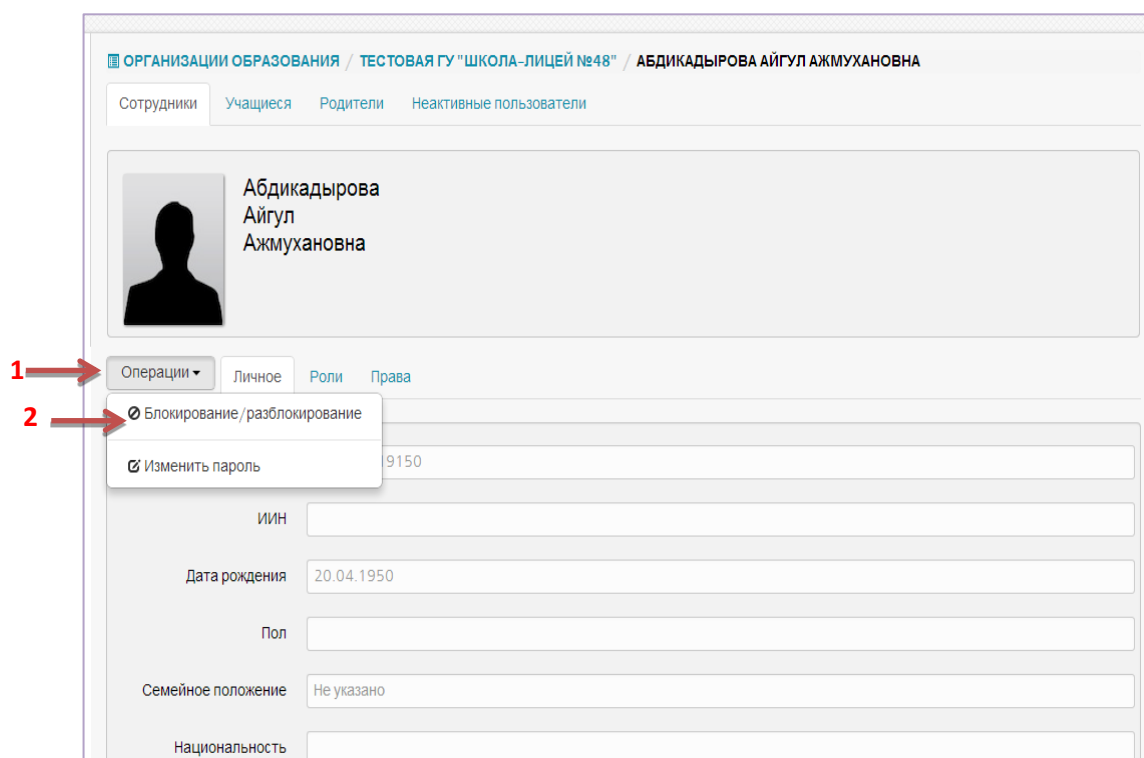 ОРГАНИЗАЦИИ ОБРАЗОВАНИЯ / ТЕСТОВАЯ ГУ "ШКОЛА-ЛИЦЕЙ №48" / АБДИКАДЫРОВА АЙГУЛ АЖМУХАНОВНА
Сотрудники Учащиеся Родители Неактивные пользователи
Абдикадырова
Айгул
Ажмухановна
1 Операции Личное Роли Права
2 Блокирование/разблокирование
Изменить пароль 19150
ИИН
Дата рождения 20.04.1950
Пол
Семейное положение Не указано
Национальность